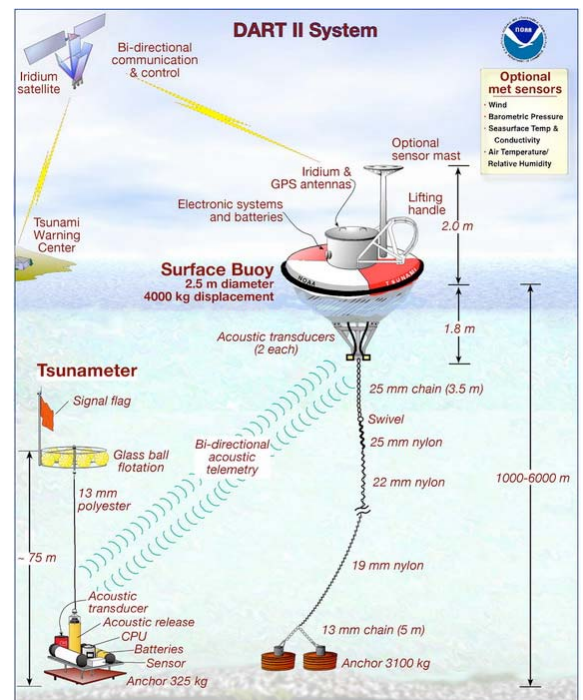 DART II System
NOAA
Iridium
satellite
Bi-directional
communication
& control
Optional
met sensors
· Wind
· Barometric Pressure
· Seasurface Temp &
Conductivity
· Air Temperature/
Relative Humidity
Optional
sensor mast
Iridium &
GPS antennas
Lifting
handle
Electronic systems
and batteries
2.0 m
Tsunami
Warning
Center
Surface Buoy
2.5 m diameter
4000 kg displacement
NOAA
TSUNAMI
1.8 m
Acoustic transducers
(2 each)
Tsunameter
Signal flag
25 mm chain (3.5 m)
Swivel
25 mm nylon
Bi-directional
acoustic
telemetry
Glass ball
flotation
22 mm nylon
1000-6000 m
13 mm
polyester
~ 75 m
19 mm nylon
Acoustic
transducer
Acoustic release
CPU
Batteries
Sensor
Anchor 325 kg
13 mm chain (5 m)
Anchor 3100 kg